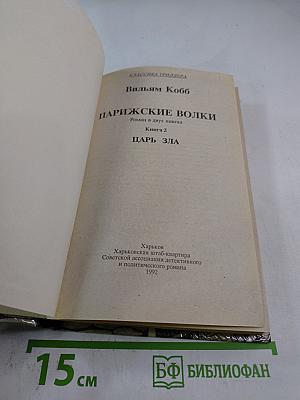 КЛАССИКА ТРИЛЛЕРА
Вильям Кобб
ПАРИЖСКИЕ ВОЛКИ
Роман в двух книгах
Книга 2
ЦАРЬ ЗЛА
Харьков
Харьковская штаб-квартира
Советской ассоциации детективного
и политического романа
1992
15 см
БФ БИБЛИОФАН